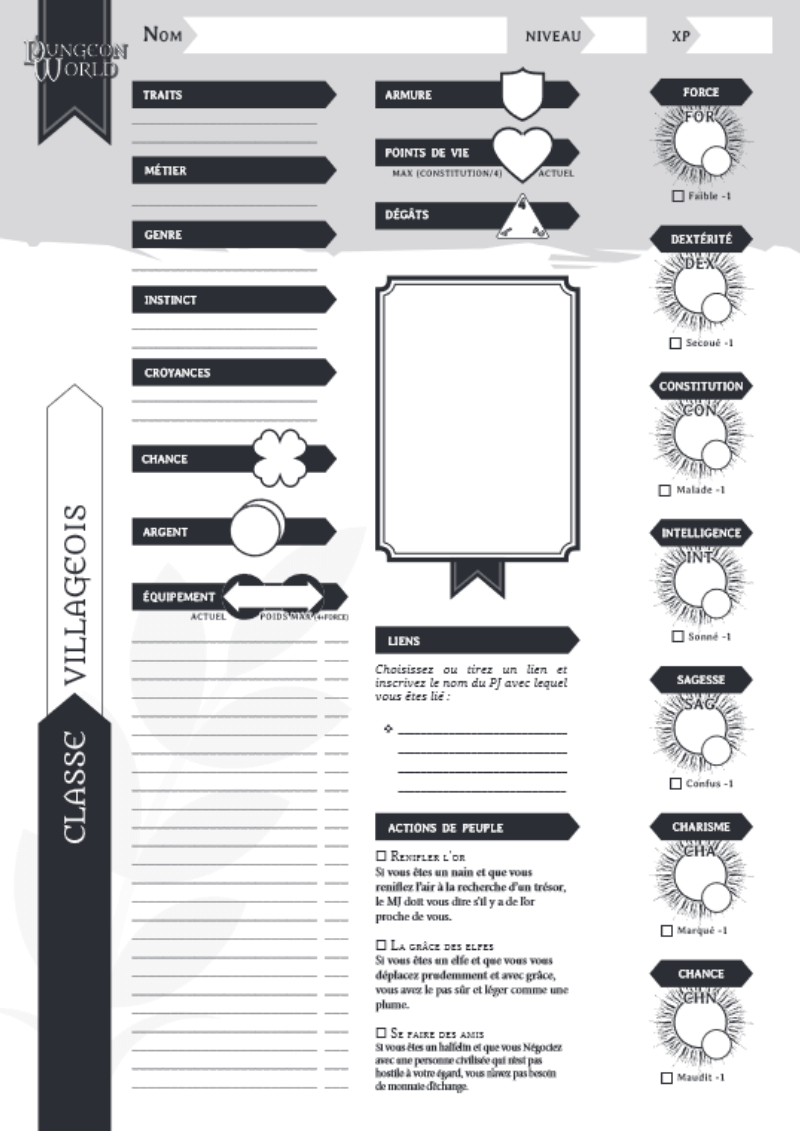 Dungeon World
Nom
NIVEAU
XP
TRAITS
MÉTIER
GENRE
INSTINCT
CROYANCES
CHANCE
ARGENT
ÉQUIPEMENT
ACTUEL
POIDS MAX (4+FORCE)
VILLAGEOIS
CLASSE
ARMURE
POINTS DE VIE
MAX (CONSTITUTION/4)
ACTUEL
DÉGÂTS
4
LIENS
Choisissez ou tirez un lien et
inscrivez le nom du PJ avec lequel
vous êtes lié :
ACTIONS DE PEUPLE
Renifler l'or
Si vous êtes un nain et que vous
reniflez l'air à la recherche d'un trésor,
le MJ doit vous dire s'il y a de l'or
proche de vous.
La grâce des elfes
Si vous êtes un elfe et que vous vous
déplacez prudemment et avec grâce,
vous avez le pas sûr et léger comme une
plume.
Se faire des amis
Si vous êtes un halfelin et que vous Négociez
avec une personne civilisée qui n'est pas
hostile à votre égard, vous n'avez pas besoin
de monnaie d'échange.
FORCE
FOR
Faible -1
DEXTÉRITÉ
DEX
Secoué -1
CONSTITUTION
CON
Malade -1
INTELLIGENCE
INT
Sonné -1
SAGESSE
SAG
Confus -1
CHARISME
CHA
Marqué -1
CHANCE
CHN
Maudit -1